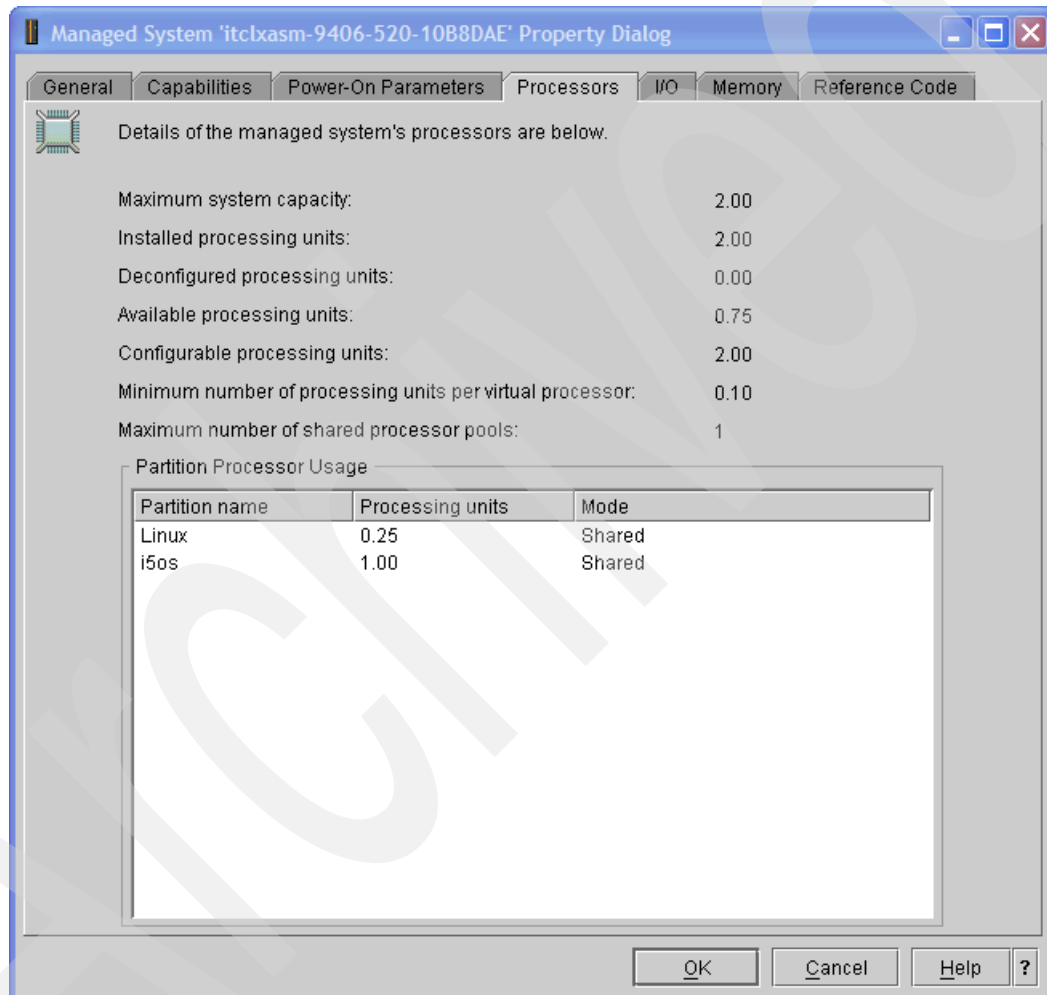 Managed System 'itclxasm-9406-520-10B8DAE' Property Dialog
General Capabilities Power-On Parameters Processors I/O Memory Reference Code
Details of the managed system's processors are below.
Maximum system capacity: 2.00
Installed processing units: 2.00
Deconfigured processing units: 0.00
Available processing units: 0.75
Configurable processing units: 2.00
Minimum number of processing units per virtual processor: 0.10
Maximum number of shared processor pools: 1
Partition Processor Usage
Partition name Processing units Mode
Linux 0.25 Shared
i5os 1.00 Shared
OK Cancel Help ?